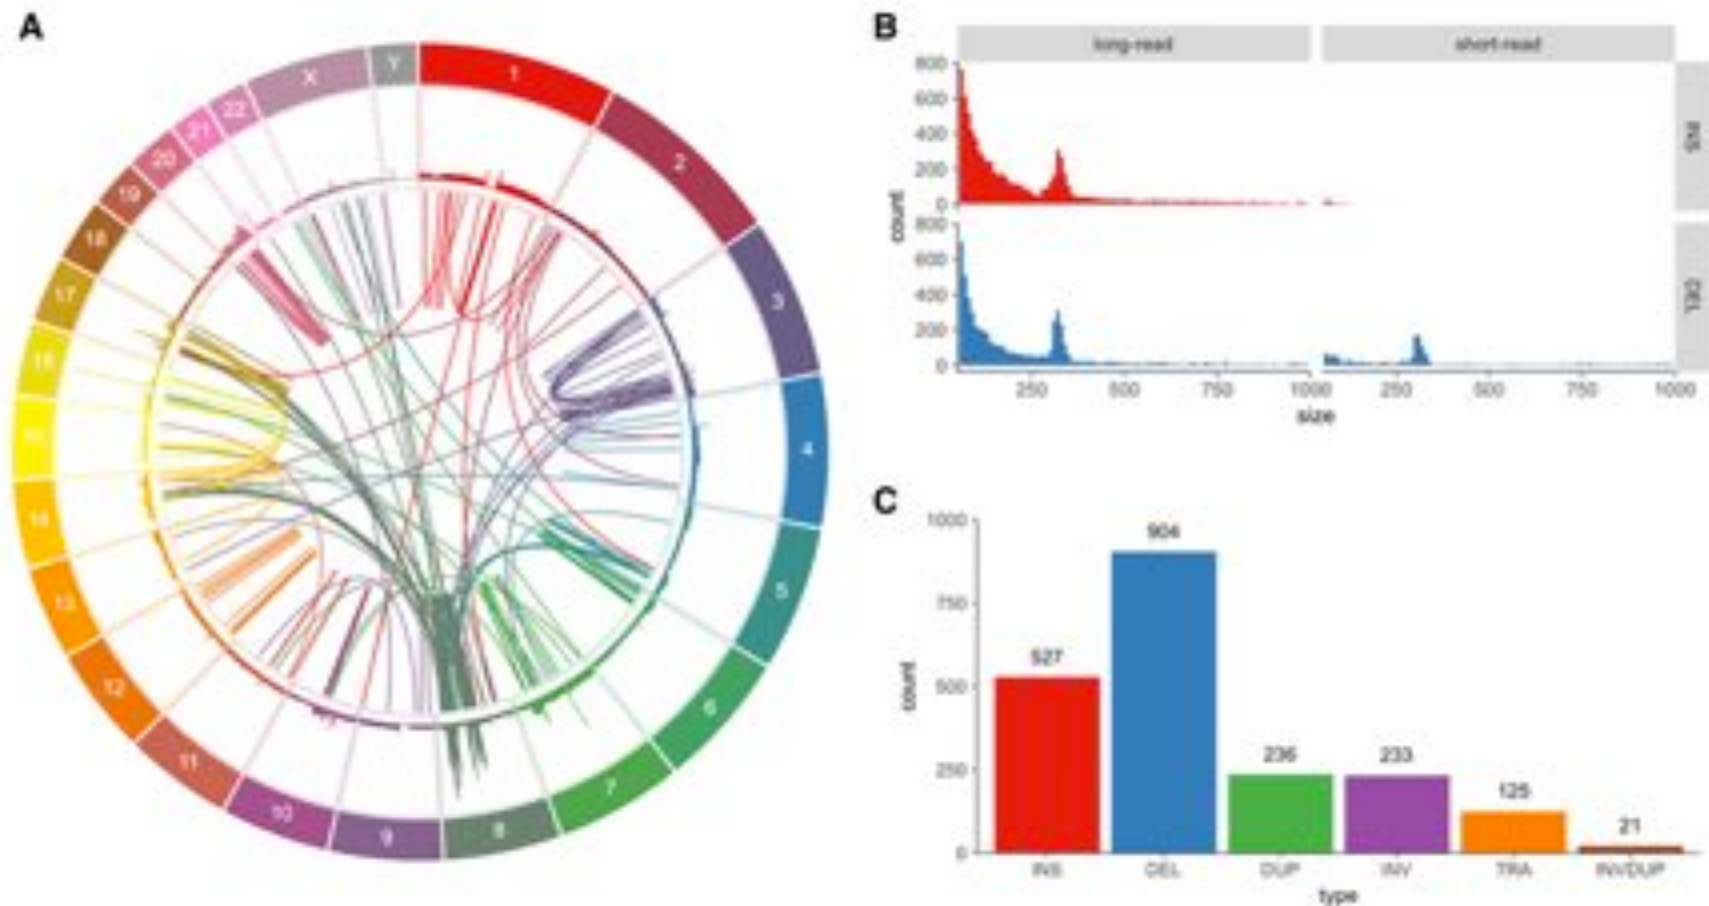 A
Y
1
2
3
4
5
6
7
8
9
10
11
12
13
14
15
16
17
18
19
20
21
22
X
B
long-read short-read
800
600
400
200
0
INS
800
600
400
200
0
DEL
count
250 500 750 1000 250 500 750 1000
size
C
1000
750
500
250
0
count
527 904 236 233 125 21
INS DEL DUP INV TRA INVDUP
type